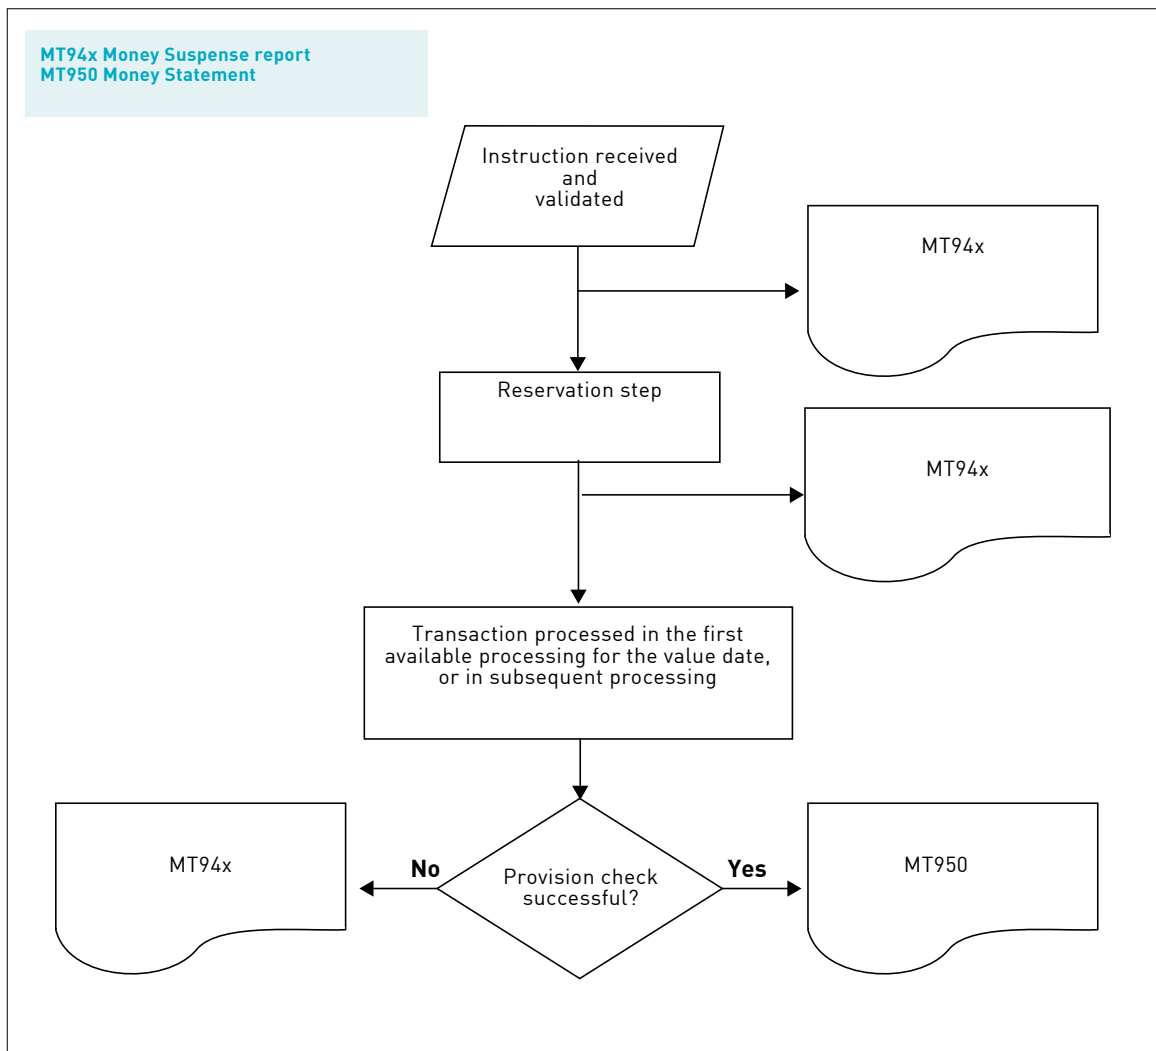 MT94x Money Suspense report
MT950 Money Statement
Instruction received
and
validated
MT94x
Reservation step
MT94x
Transaction processed in the first
available processing for the value date,
or in subsequent processing
MT94x
No
Provision check
successful?
Yes
MT950